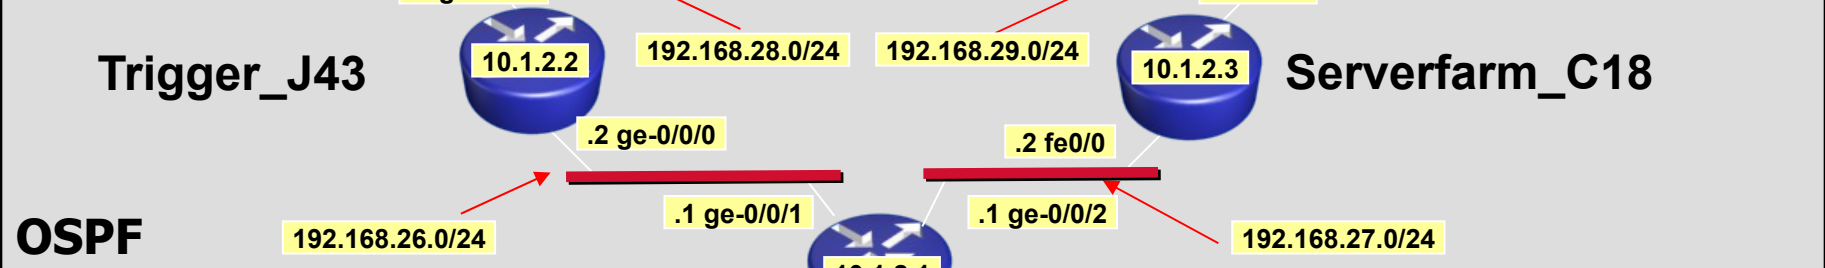 10.1.2.2
192.168.28.0/24
192.168.29.0/24
10.1.2.3
Trigger_J43
Serverfarm_C18
.2 ge-0/0/0
.2 fe0/0
.1 ge-0/0/1
.1 ge-0/0/2
OSPF
192.168.26.0/24
192.168.27.0/24